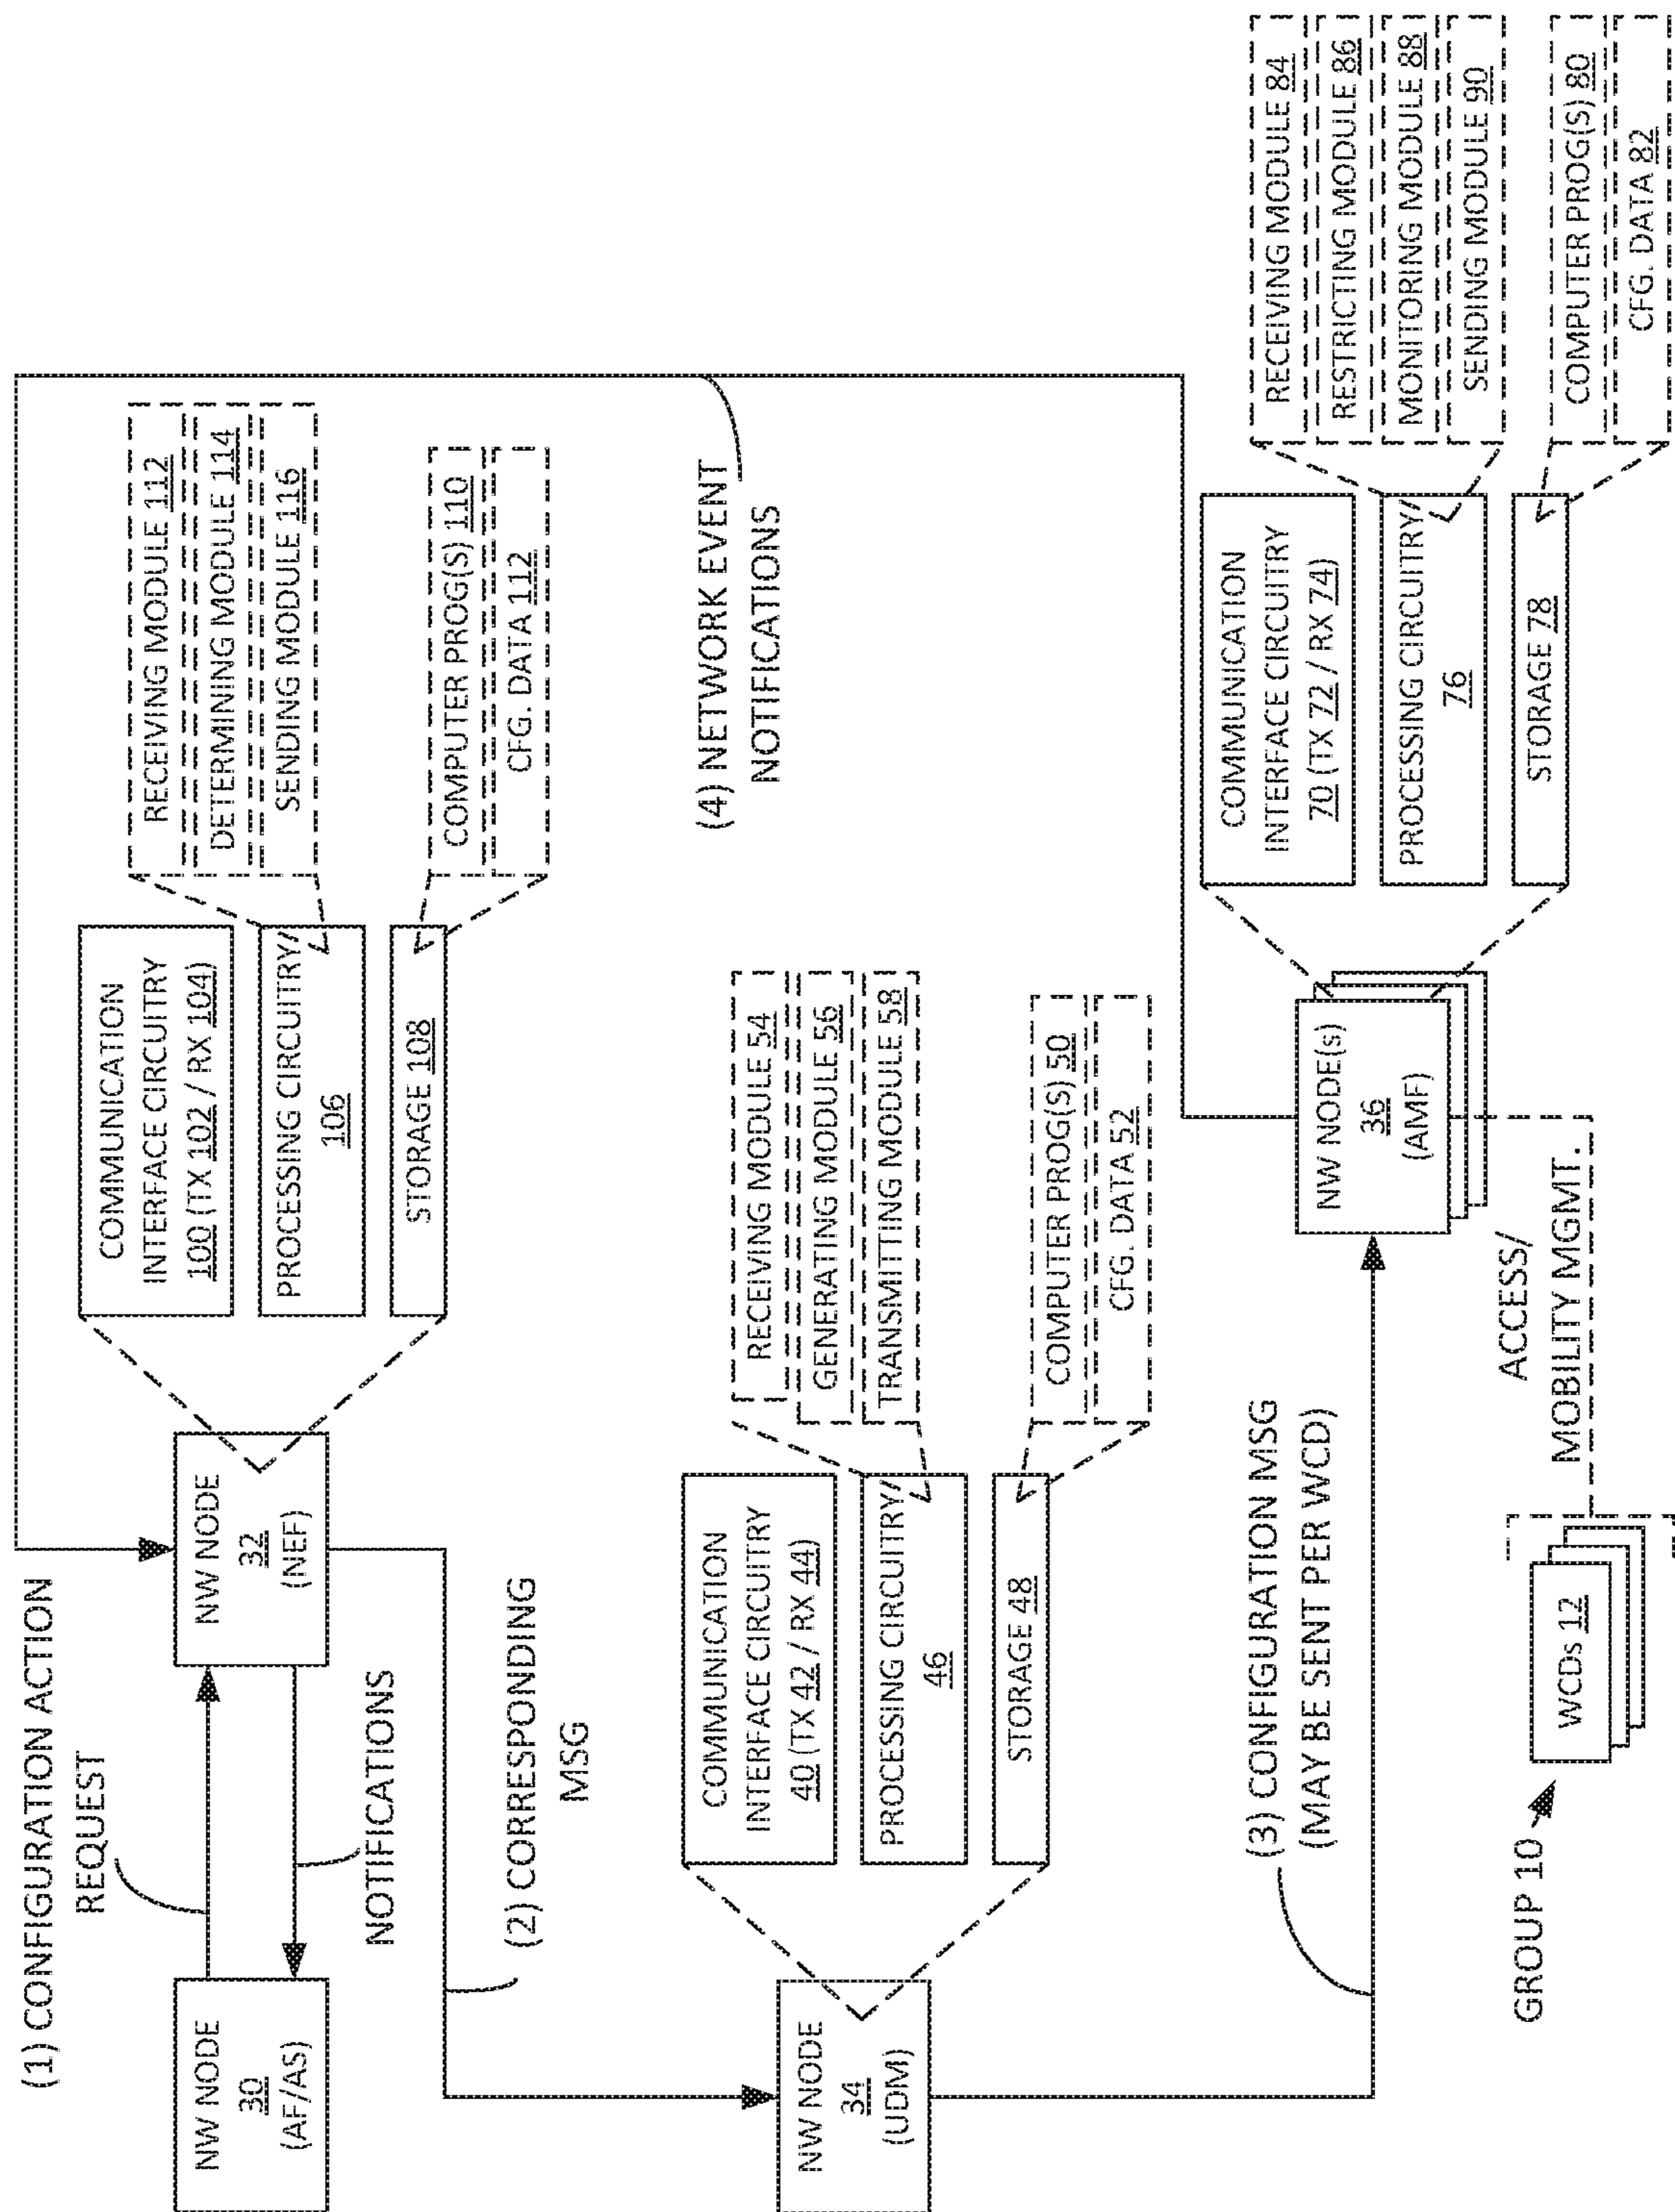 (1) CONFIGURATION ACTION
REQUEST
NW NODE
30
(AF/AS)
NOTIFICATIONS
NW NODE
32
(NEF)
COMMUNICATION
INTERFACE CIRCUITRY
100 (TX 102 / RX 104)
PROCESSING CIRCUITRY
106
STORAGE 108
RECEIVING MODULE 112
DETERMINING MODULE 114
SENDING MODULE 116
COMPUTER PROG(S) 110
CFG. DATA 112
(2) CORRESPONDING
MSG
NW NODE
34
(UDM)
COMMUNICATION
INTERFACE CIRCUITRY
40 (TX 42 / RX 44)
PROCESSING CIRCUITRY
46
STORAGE 48
RECEIVING MODULE 54
GENERATING MODULE 56
TRANSMITTING MODULE 58
COMPUTER PROG(S) 50
CFG. DATA 52
(4) NETWORK EVENT
NOTIFICATIONS
(3) CONFIGURATION MSG
(MAY BE SENT PER WCD)
NW NODE(s)
36
(AMF)
COMMUNICATION
INTERFACE CIRCUITRY
70 (TX 72 / RX 74)
PROCESSING CIRCUITRY
76
STORAGE 78
RECEIVING MODULE 84
RESTRICTING MODULE 86
MONITORING MODULE 88
SENDING MODULE 90
COMPUTER PROG(S) 80
CFG. DATA 82
GROUP 10
WCDs 12
ACCESS/
MOBILITY MGMT.